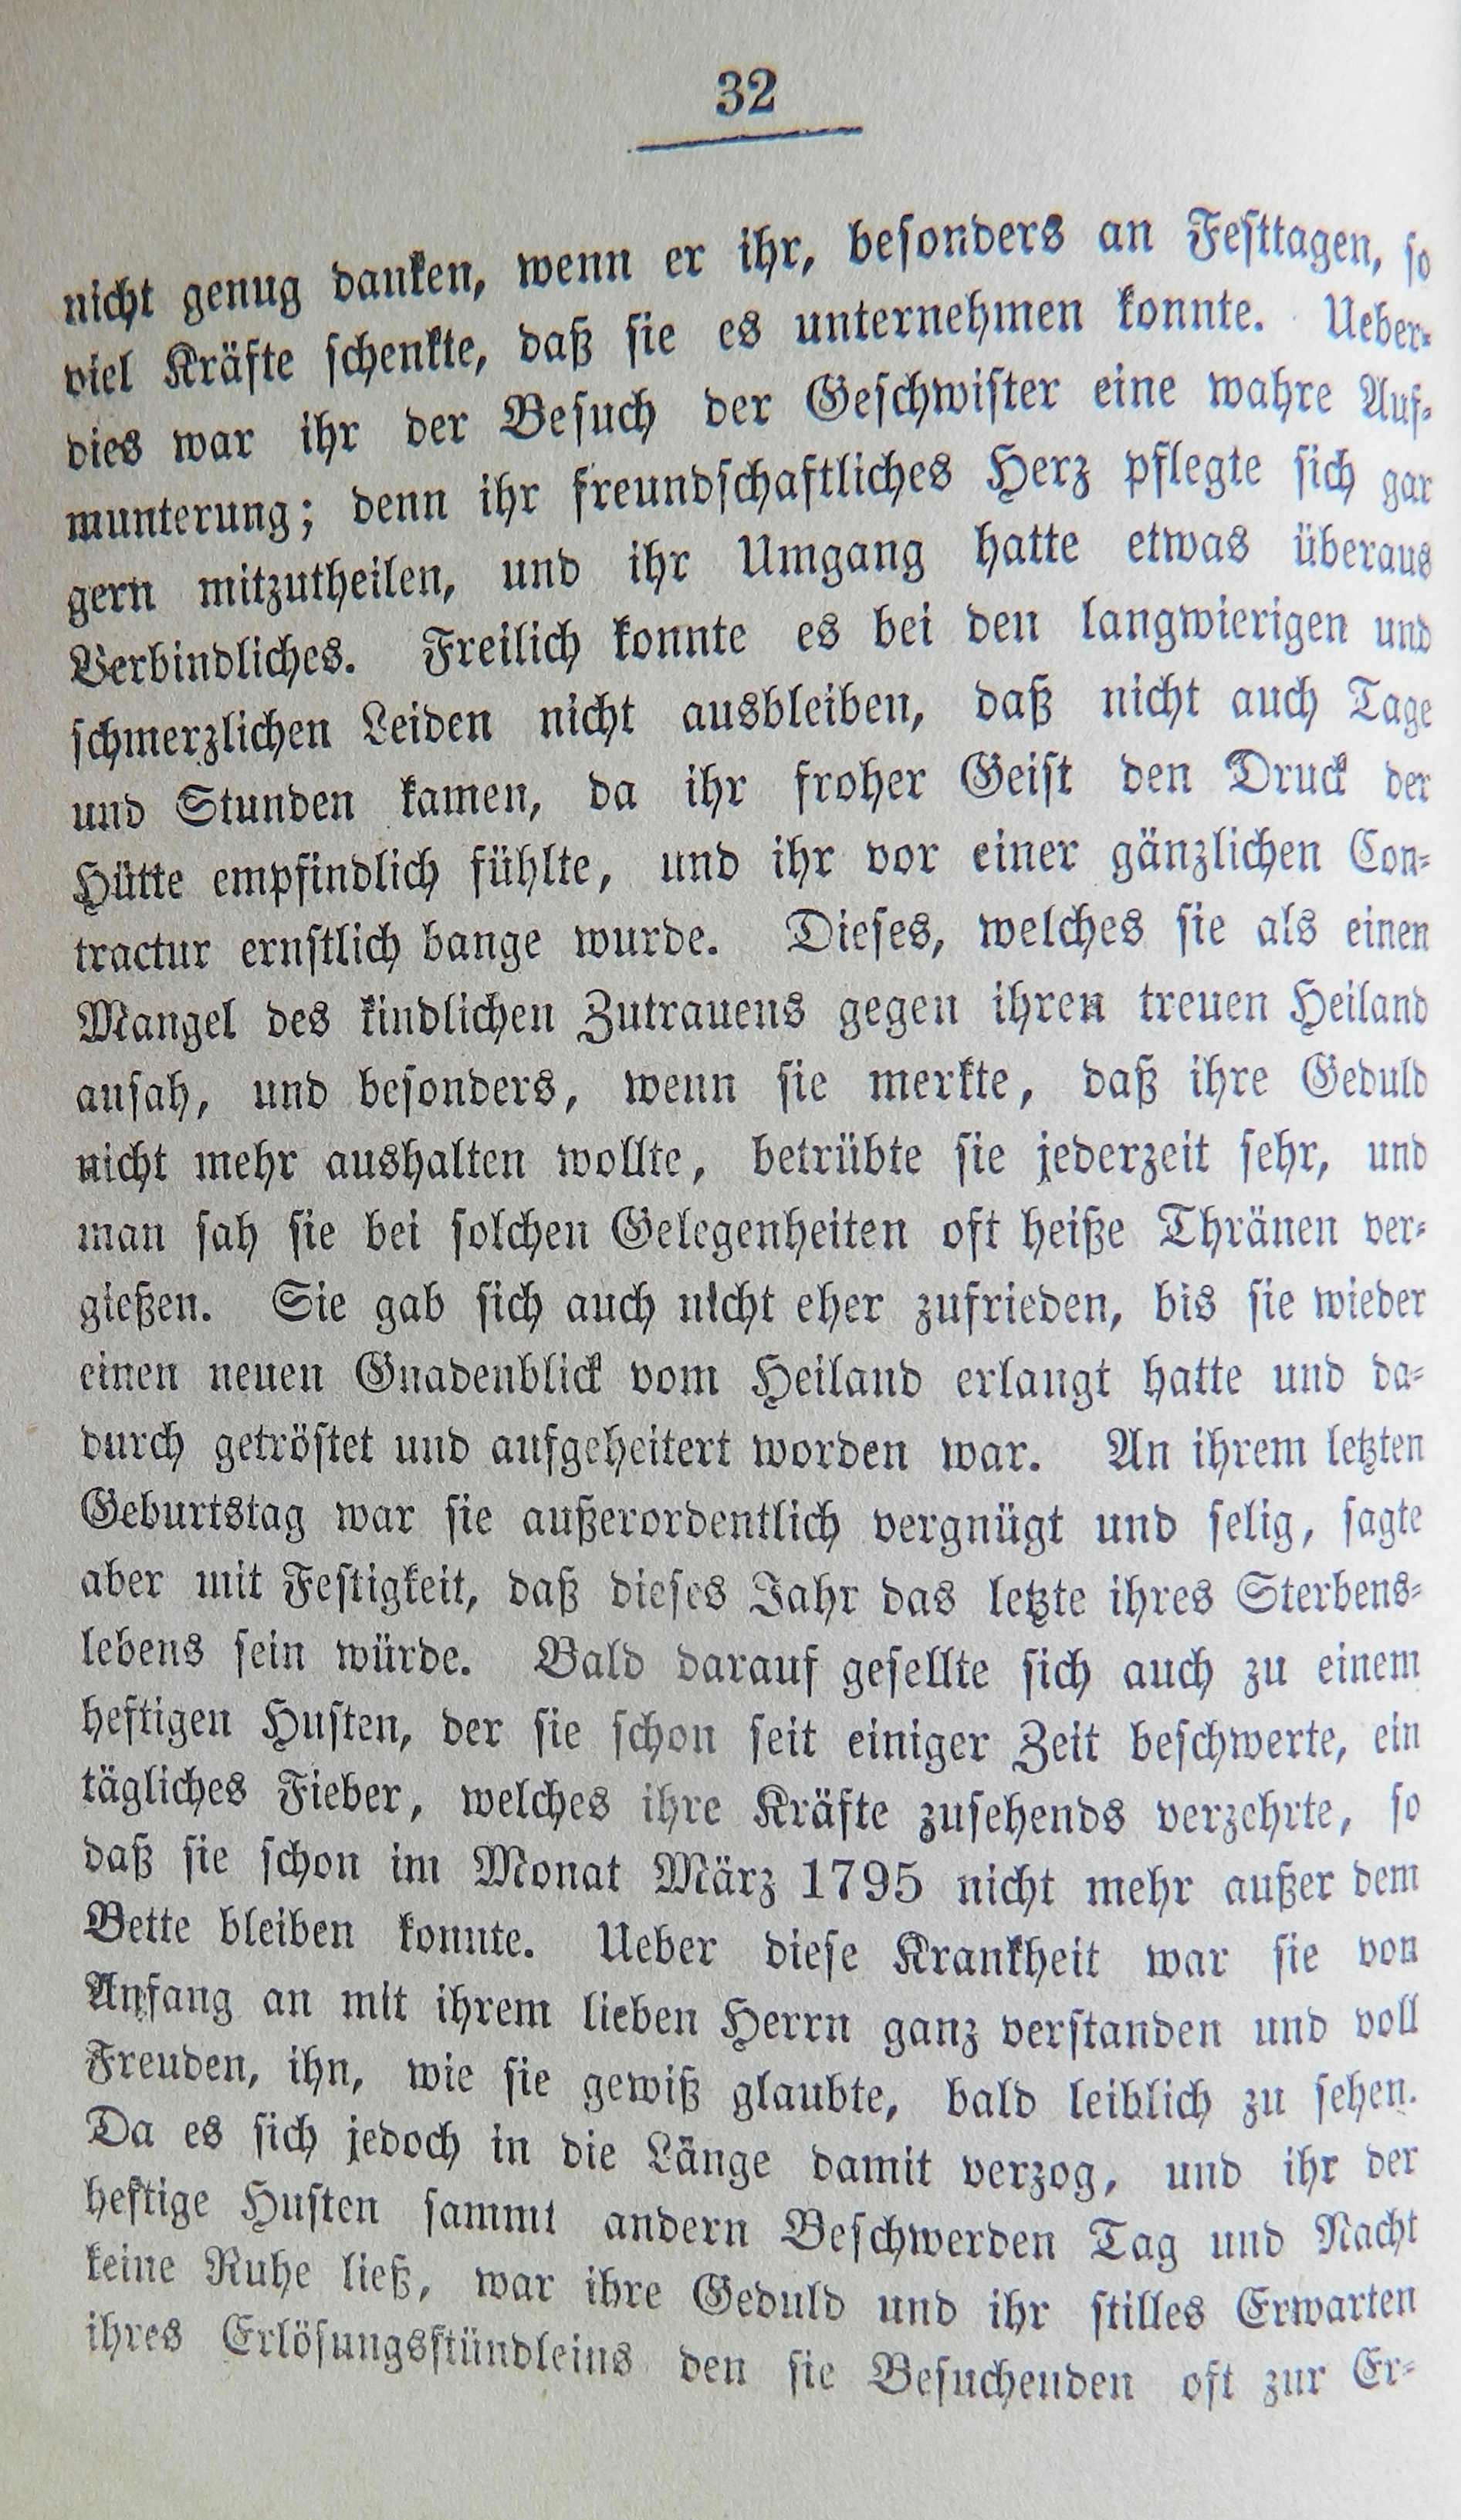 32
nicht genug danken, wenn er ihr, besonders an Festtagen, so
viel Kräfte schenkte, daß sie es unternehmen konnte. Ueber-
dies war ihr der Besuch der Geschwister eine wahre Auf-
munterung; denn ihr freundschaftliches Herz pflegte sich gar
gern mitzutheilen, und ihr Umgang hatte etwas überaus
Verbindliches. Freilich konnte es bei den langwierigen und
schmerzlichen Leiden nicht ausbleiben, daß nicht auch Tage
und Stunden kamen, da ihr froher Geist den Druck der
Hütte empfindlich fühlte, und ihr vor einer gänzlichen Con-
tractur ernstlich bange wurde. Dieses, welches sie als einen
Mangel des kindlichen Zutrauens gegen ihren treuen Heiland
ansah, und besonders, wenn sie merkte, daß ihre Geduld
nicht mehr aushalten wollte, betrübte sie jederzeit sehr, und
man sah sie bei solchen Gelegenheiten oft heiße Thränen ver-
gießen. Sie gab sich auch nicht eher zufrieden, bis sie wieder
einen neuen Gnadenblick vom Heiland erlangt hatte und da-
durch getröstet und aufgeheitert worden war. An ihrem letzten
Geburtstag war sie außerordentlich vergnügt und selig, sagte
aber mit Festigkeit, daß dieses Jahr das letzte ihres Sterbens-
lebens sein würde. Bald darauf gesellte sich auch zu einem
heftigen Husten, der sie schon seit einiger Zeit beschwerte, ein
tägliches Fieber, welches ihre Kräfte zusehends verzehrte, so
daß sie schon im Monat März 1795 nicht mehr außer dem
Bette bleiben konnte. Ueber diese Krankheit war sie von
Anfang an mit ihrem lieben Herrn ganz verstanden und voll
Freuden, ihn, wie sie gewiß glaubte, bald leiblich zu sehen.
Da es sich jedoch in die Länge damit verzog, und ihr der
heftige Husten sammt andern Beschwerden Tag und Nacht
keine Ruhe ließ, war ihre Geduld und ihr stilles Erwarten
ihres Erlösungsstündleins den sie Besuchenden oft zur Er-